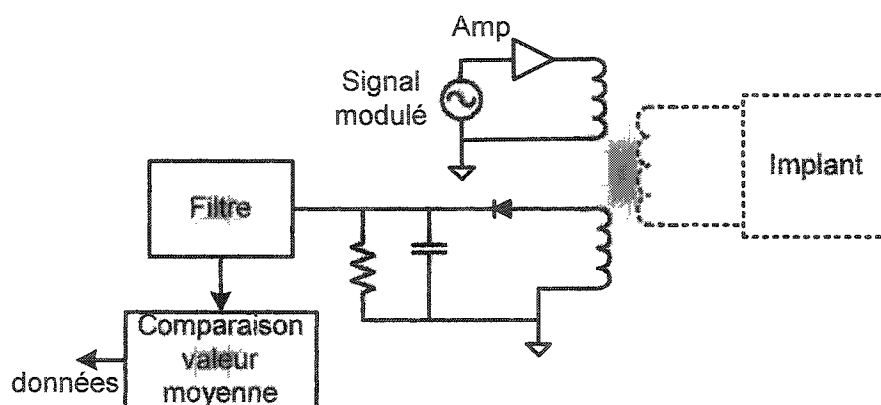 Amp
Signal
modulé
Implant
Filtre
Comparaison
valeur
moyenne
données